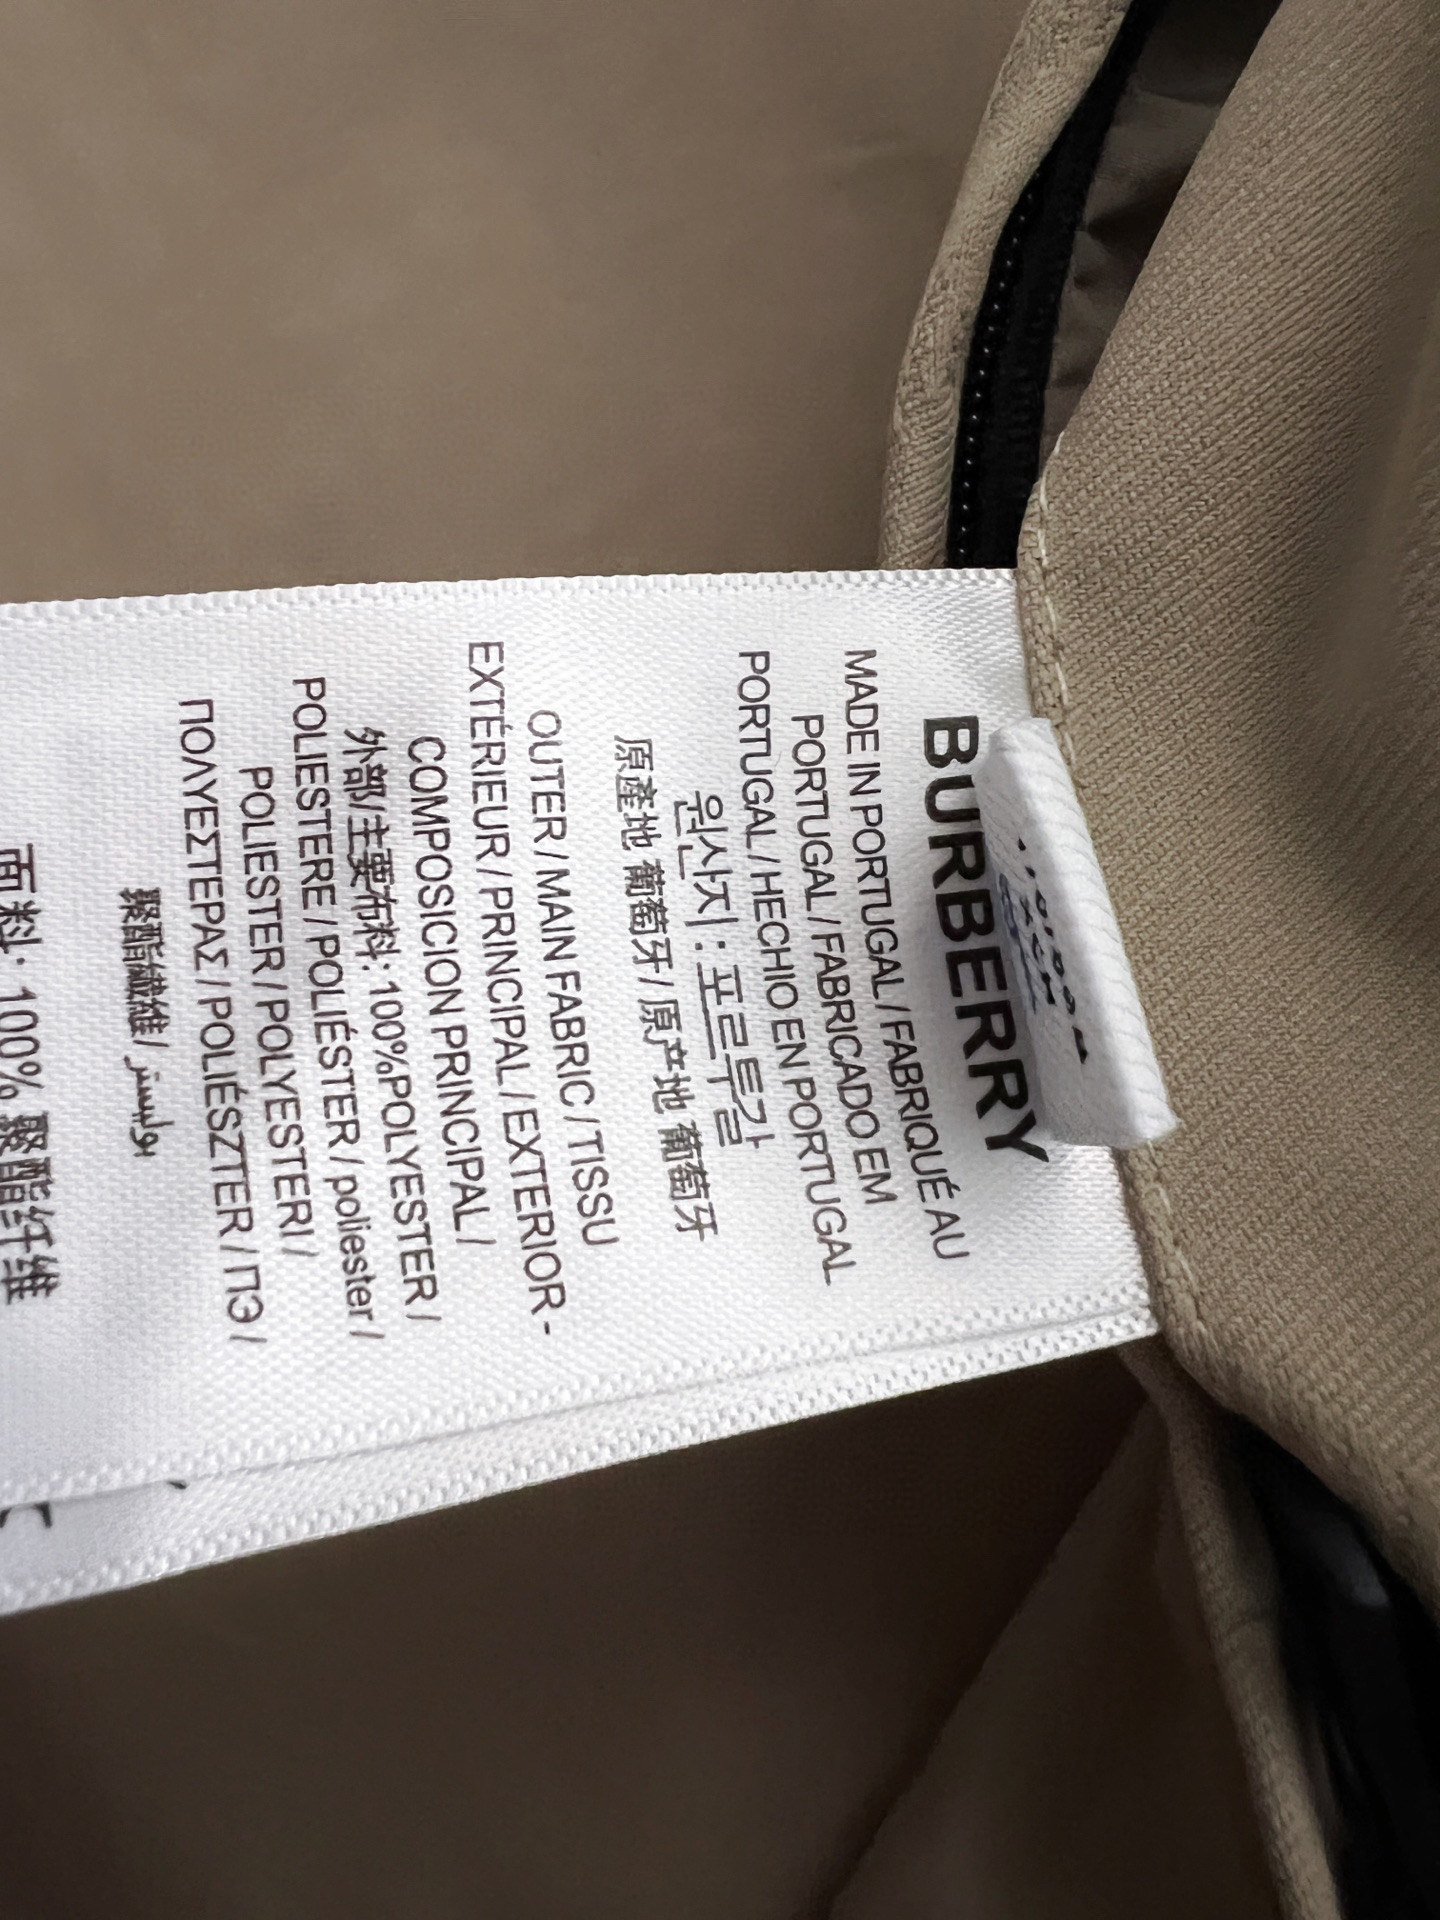 BURBERRY
MADE IN PORTUGAL / FABRIQUÉ AU
PORTUGAL / FABRICADO EM
PORTUGAL / HECHO EN PORTUGAL
원산지 : 포르투갈
原產地 葡萄牙 / 原产地 葡萄牙
OUTER / MAIN FABRIC / TISSU
EXTÉRIEUR / PRINCIPAL / EXTERIOR -
COMPOSICION PRINCIPAL /
外部/主要布料: 100%POLYESTER /
POLIESTERE / POLIÉSTER / poliester /
POLIESTER / POLYESTERI /
ΠΟΛΥΕΣΤΕΡΑΣ / POLIÉSZTER / ПЭ /
聚酯纖維 / بوليستر
面料: 100% 聚酯纤维